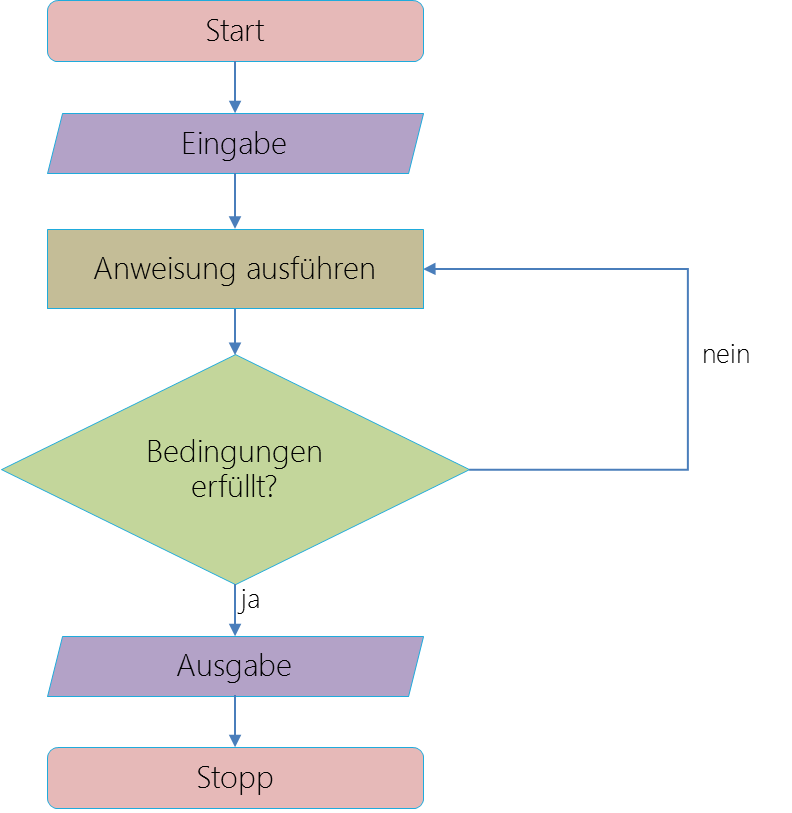 Start
Eingabe
Anweisung ausführen
nein
Bedingungen
erfüllt?
ja
Ausgabe
Stopp